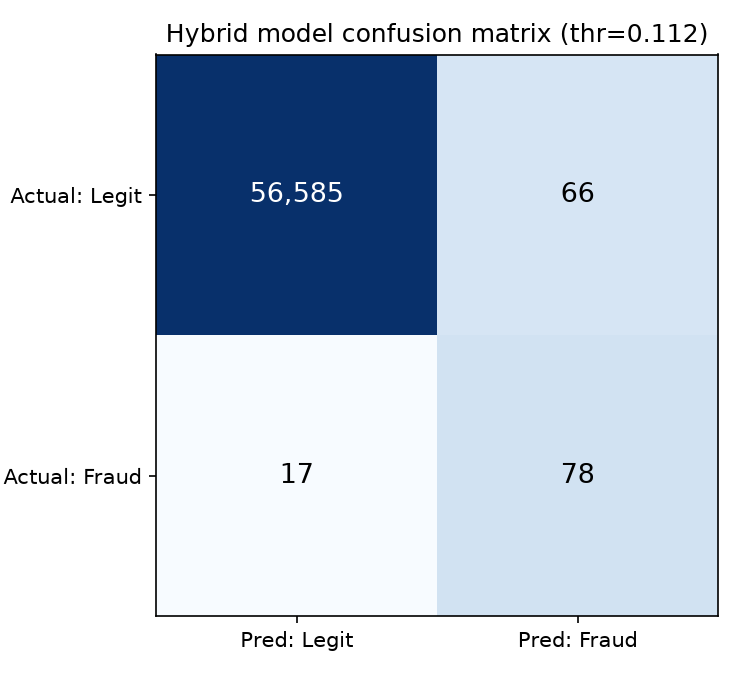 Hybrid model confusion matrix (thr=0.112)
Actual: Legit
56,585
66
Actual: Fraud
17
78
Pred: Legit
Pred: Fraud